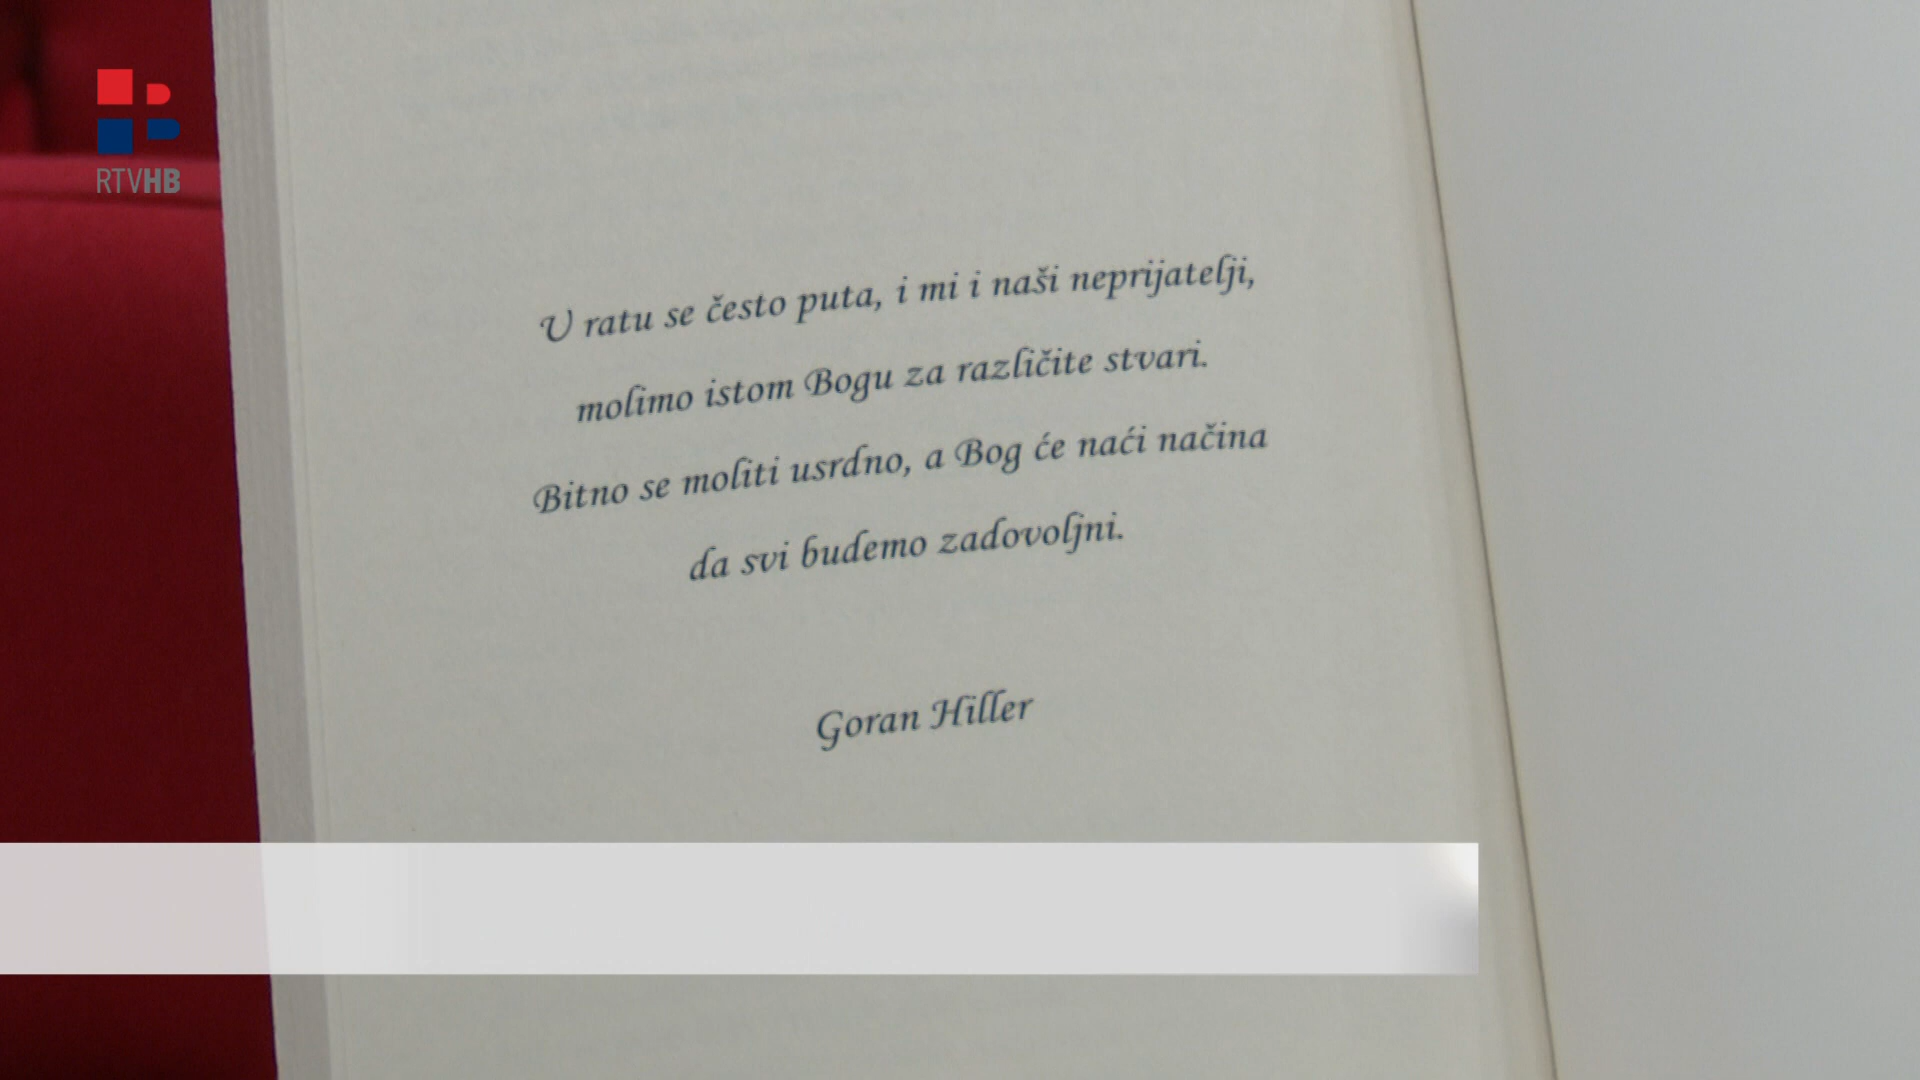 RTVHB
U ratu se često puta, i mi i naši neprijatelji,
molimo istom Bogu za različite stvari.
Bitno se moliti usrdno, a Bog će naći načina
da svi budemo zadovoljni.
Goran Hiller